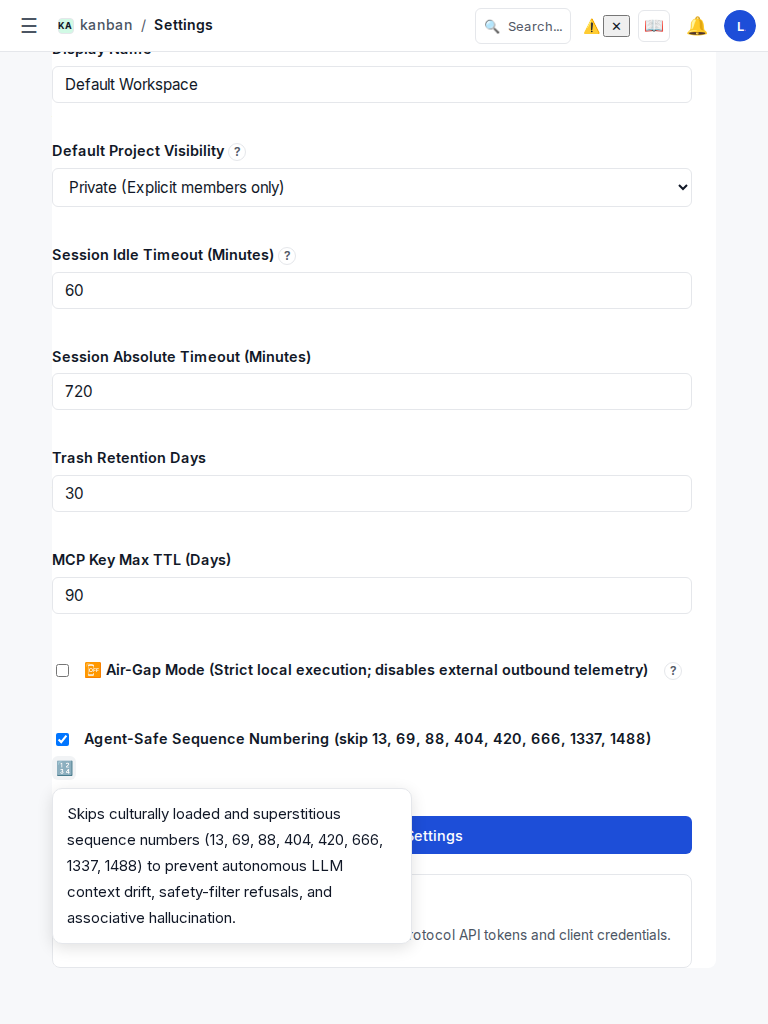 ☰ KA kanban / Settings 🔍 Search... ⚠️ ✕ 📖 🔔 L
Display Name
Default Workspace
Default Project Visibility ?
Private (Explicit members only)
Session Idle Timeout (Minutes) ?
60
Session Absolute Timeout (Minutes)
720
Trash Retention Days
30
MCP Key Max TTL (Days)
90
📴 Air-Gap Mode (Strict local execution; disables external outbound telemetry) ?
Agent-Safe Sequence Numbering (skip 13, 69, 88, 404, 420, 666, 1337, 1488)
🔢
Skips culturally loaded and superstitious
sequence numbers (13, 69, 88, 404, 420, 666,
1337, 1488) to prevent autonomous LLM
context drift, safety-filter refusals, and
associative hallucination.
Settings
rotocol API tokens and client credentials.